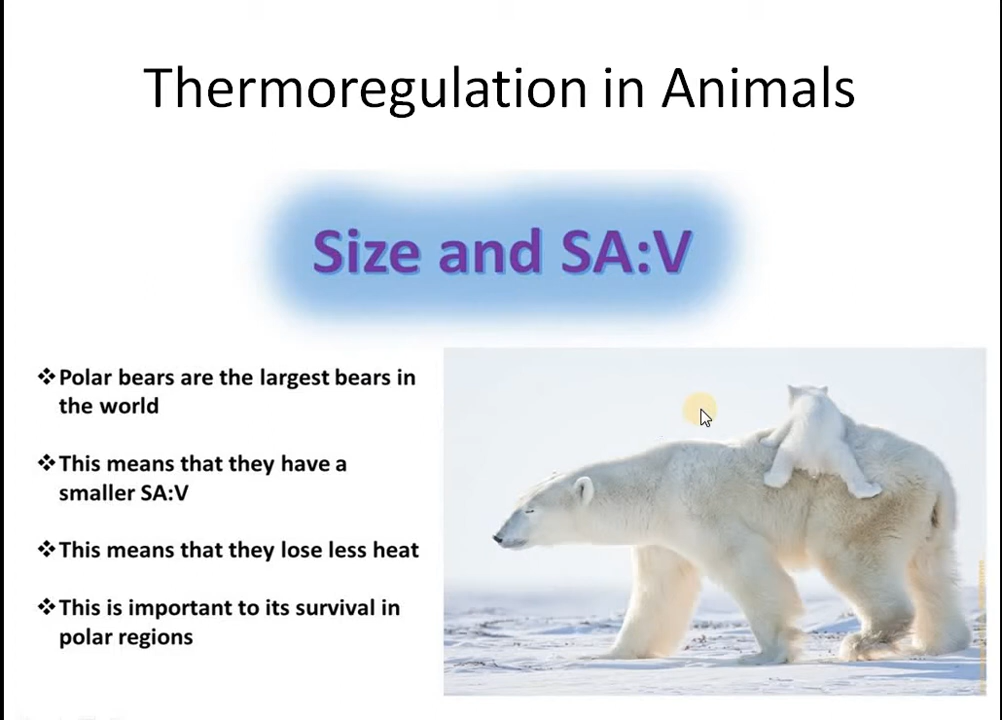 Thermoregulation in Animals
Size and SA:V
❖Polar bears are the largest bears in
the world
❖This means that they have a
smaller SA:V
❖This means that they lose less heat
❖This is important to its survival in
polar regions